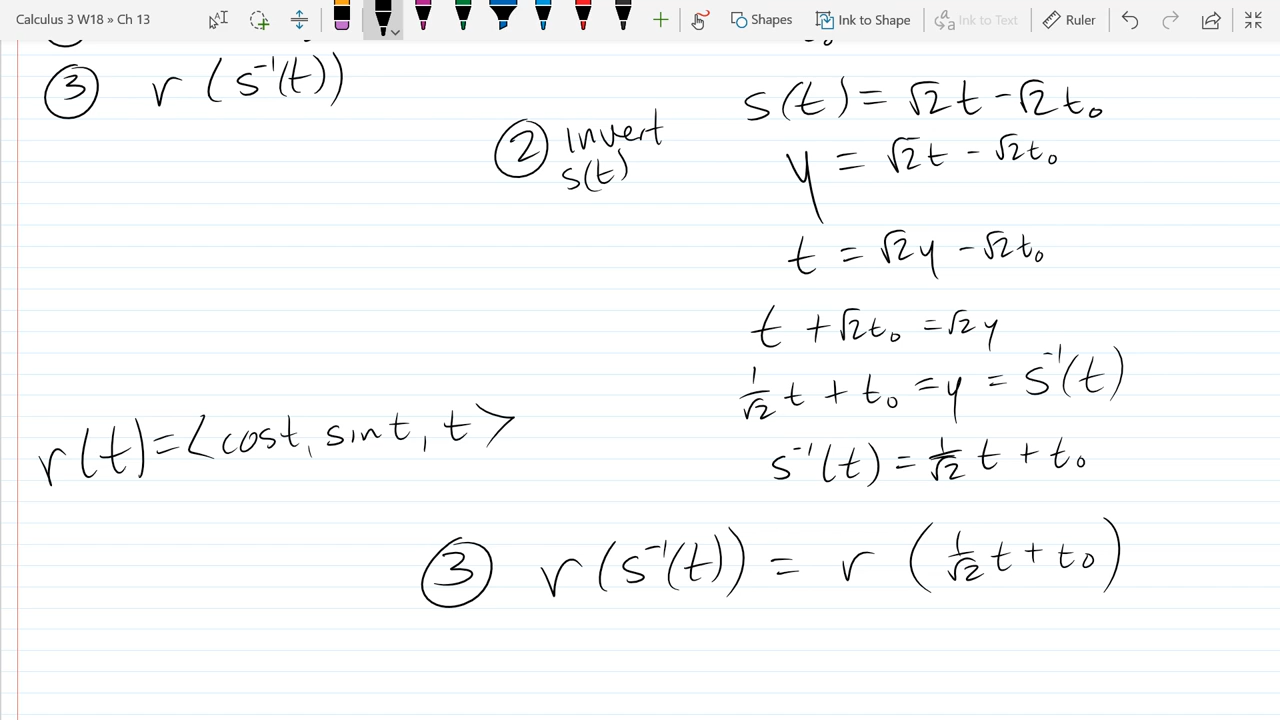 Calculus 3 W18 » Ch 13
Shapes
Ink to Shape
Ink to Text
Ruler
③ r(s⁻¹(t))
s(t) = √2t - √2t₀
② invert
s(t)
y = √2t - √2t₀
t = √2y - √2t₀
t + √2t₀ = √2y
1/√2 t + t₀ = y = s⁻¹(t)
r(t) = ⟨cost, sint, t⟩
s⁻¹(t) = 1/√2 t + t₀
③ r(s⁻¹(t)) = r(1/√2 t + t₀)